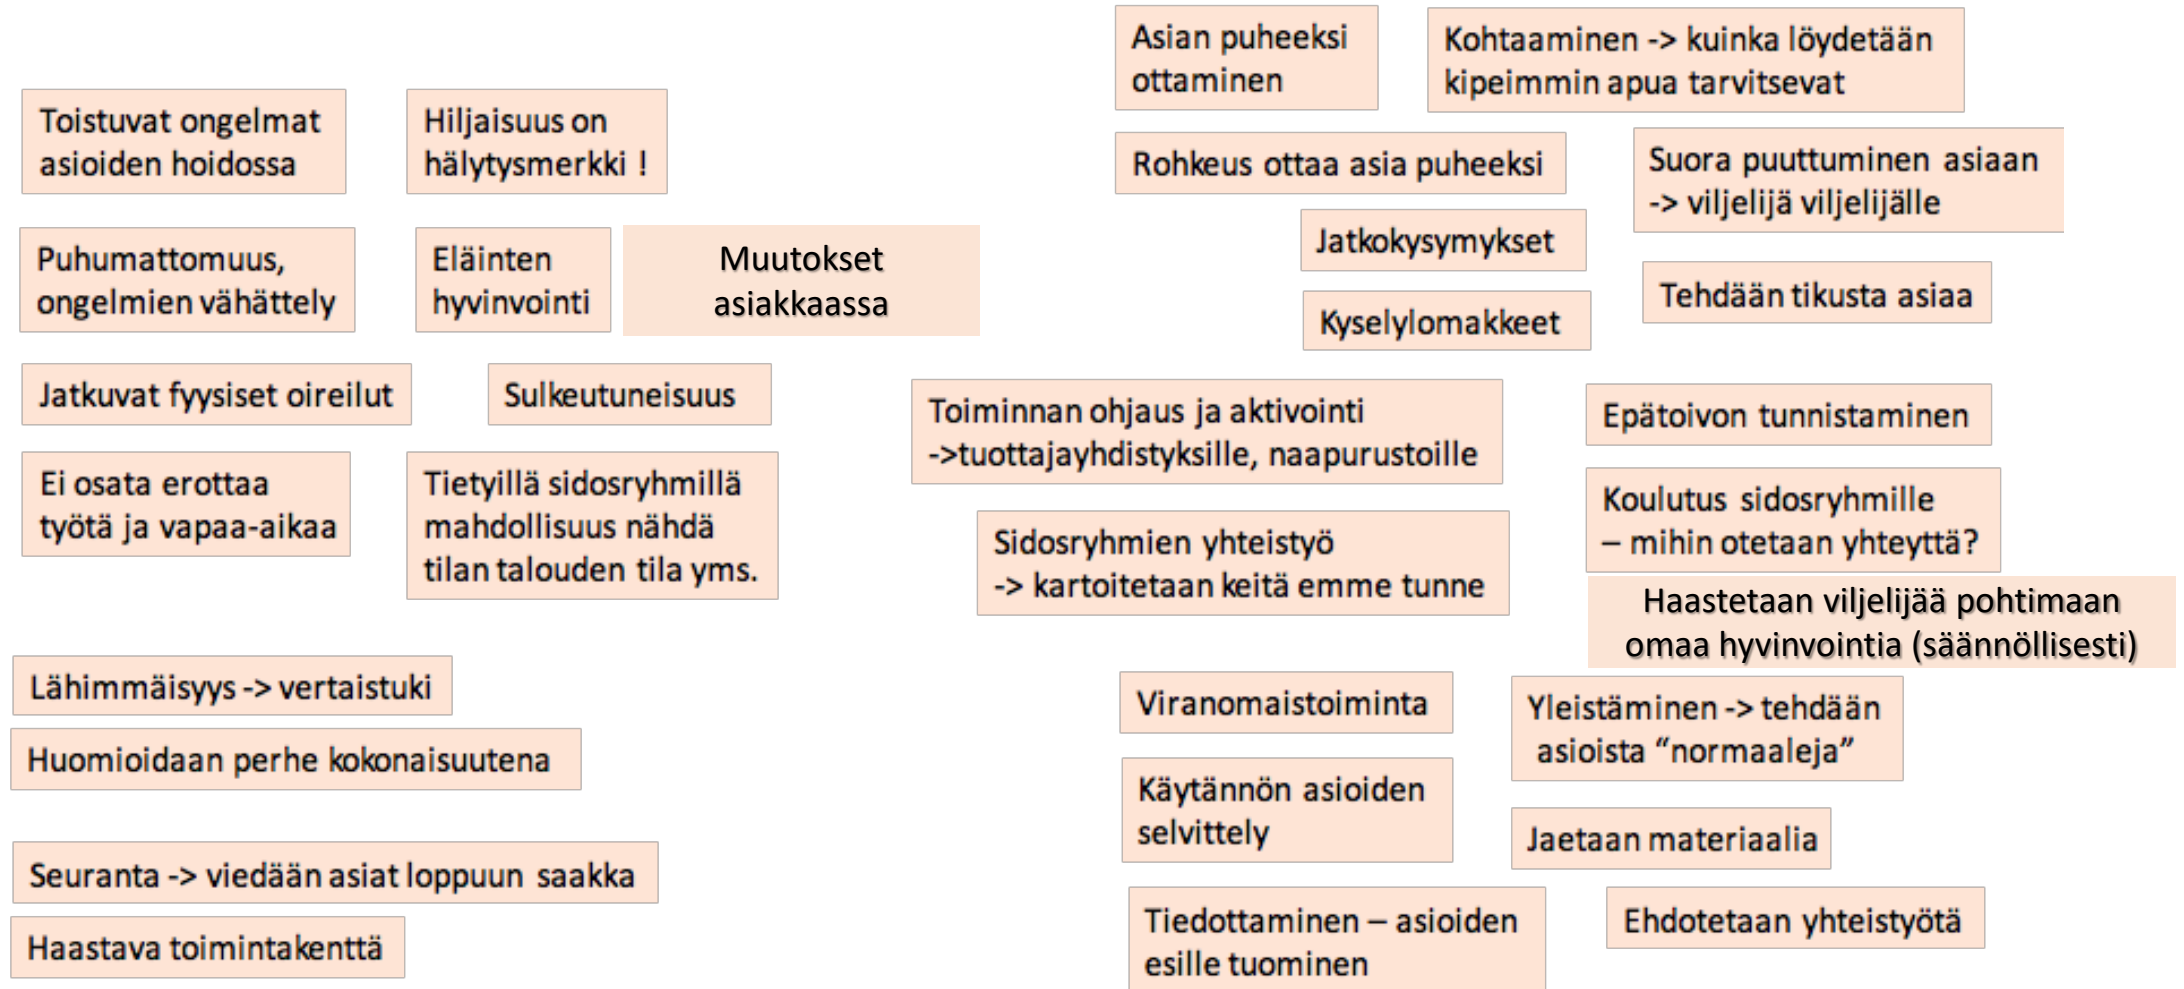 Toistuvat ongelmat
asioiden hoidossa
Hiljaisuus on
hälytysmerkki !
Puhumattomuus,
ongelmien vähättely
Eläinten
hyvinvointi
Muutokset
asiakkaassa
Jatkuvat fyysiset oireilut
Sulkeutuneisuus
Ei osata erottaa
työtä ja vapaa-aikaa
Tietyillä sidosryhmillä
mahdollisuus nähdä
tilan talouden tila yms.
Lähimmäisyys -> vertaistuki
Huomioidaan perhe kokonaisuutena
Seuranta -> viedään asiat loppuun saakka
Haastava toimintakenttä
Asian puheeksi
ottaminen
Kohtaaminen -> kuinka löydetään
kipeimmin apua tarvitsevat
Rohkeus ottaa asia puheeksi
Suora puuttuminen asiaan
-> viljelijä viljelijälle
Jatkokysymykset
Tehdään tikusta asiaa
Kyselylomakkeet
Toiminnan ohjaus ja aktivointi
->tuottajayhdistyksille, naapurustoille
Epätoivon tunnistaminen
Sidosryhmien yhteistyö
-> kartoitetaan keitä emme tunne
Koulutus sidosryhmille
– mihin otetaan yhteyttä?
Haastetaan viljelijää pohtimaan
omaa hyvinvointia (säännöllisesti)
Viranomaistoiminta
Yleistäminen -> tehdään
asioista “normaaleja”
Käytännön asioiden
selvittely
Jaetaan materiaalia
Tiedottaminen – asioiden
esille tuominen
Ehdotetaan yhteistyötä